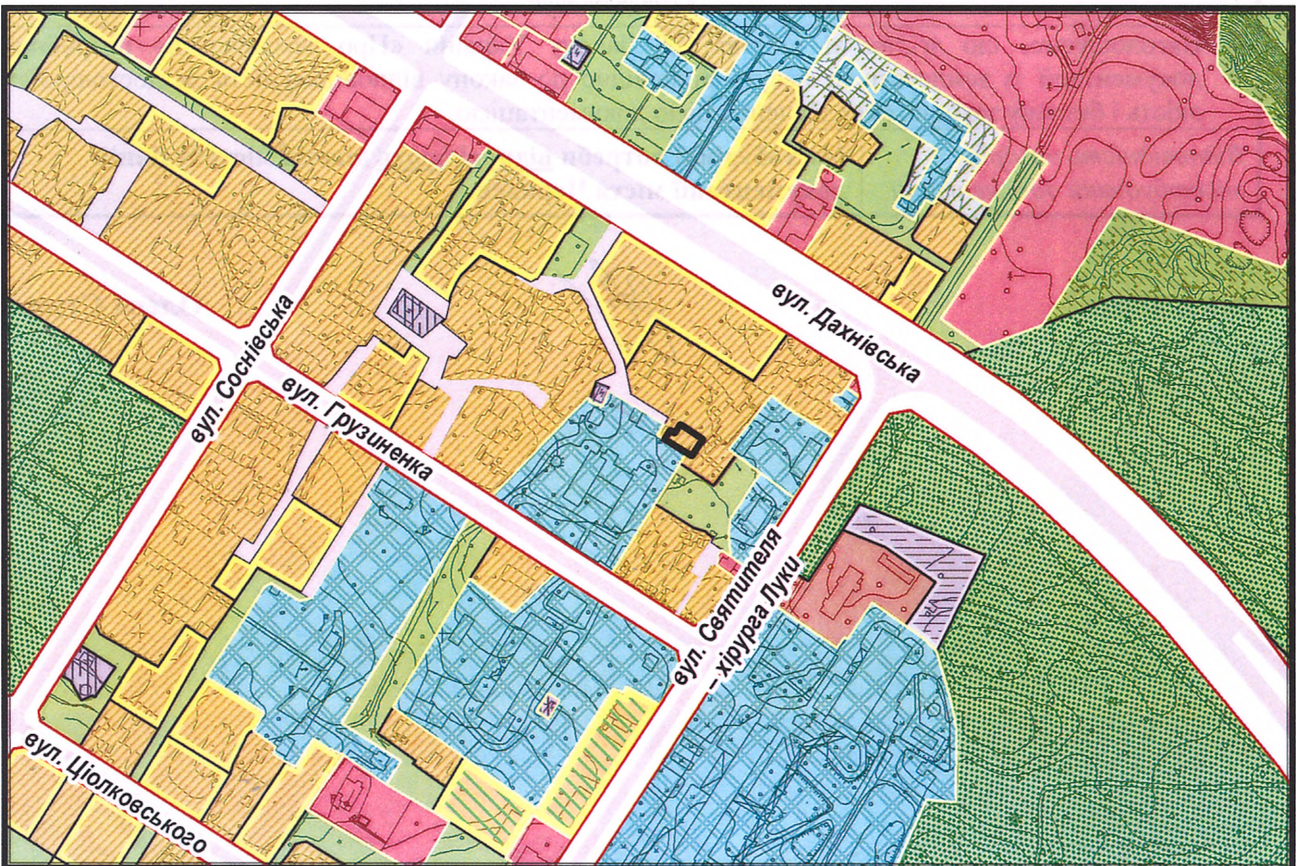 вул. Дахнівська
вул. Соснівська
вул. Грузиненка
вул. Святителя
– хірурга Луки
вул. Ціолковського